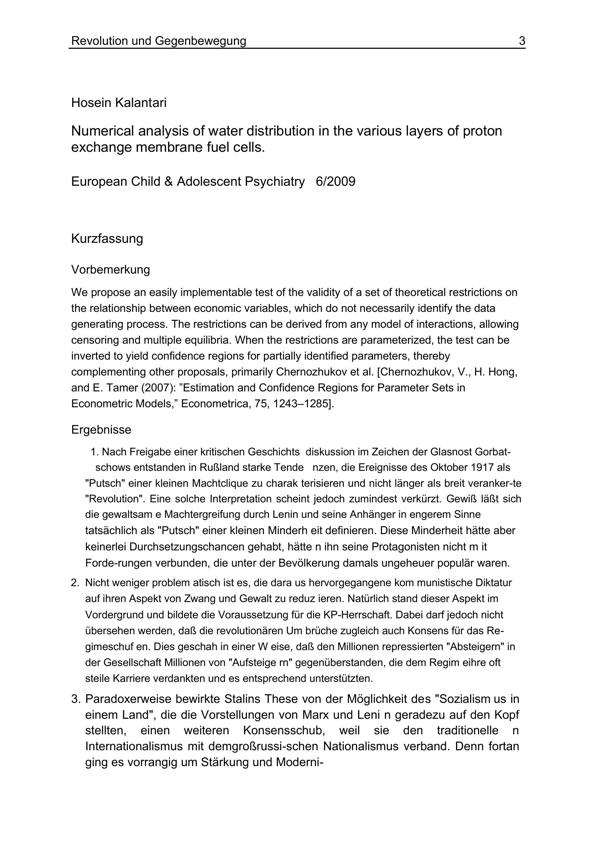 Revolution und Gegenbewegung 3
Hosein Kalantari
Numerical analysis of water distribution in the various layers of proton
exchange membrane fuel cells.
European Child & Adolescent Psychiatry 6/2009
Kurzfassung
Vorbemerkung
We propose an easily implementable test of the validity of a set of theoretical restrictions on
the relationship between economic variables, which do not necessarily identify the data
generating process. The restrictions can be derived from any model of interactions, allowing
censoring and multiple equilibria. When the restrictions are parameterized, the test can be
inverted to yield confidence regions for partially identified parameters, thereby
complementing other proposals, primarily Chernozhukov et al. [Chernozhukov, V., H. Hong,
and E. Tamer (2007): ”Estimation and Confidence Regions for Parameter Sets in
Econometric Models,” Econometrica, 75, 1243–1285].
Ergebnisse
1. Nach Freigabe einer kritischen Geschichts diskussion im Zeichen der Glasnost Gorbat-
schows entstanden in Rußland starke Tende nzen, die Ereignisse des Oktober 1917 als
"Putsch" einer kleinen Machtclique zu charak terisieren und nicht länger als breit veranker-te
"Revolution". Eine solche Interpretation scheint jedoch zumindest verkürzt. Gewiß läßt sich
die gewaltsam e Machtergreifung durch Lenin und seine Anhänger in engerem Sinne
tatsächlich als "Putsch" einer kleinen Minderh eit definieren. Diese Minderheit hätte aber
keinerlei Durchsetzungschancen gehabt, hätte n ihn seine Protagonisten nicht m it
Forde-rungen verbunden, die unter der Bevölkerung damals ungeheuer populär waren.
2. Nicht weniger problem atisch ist es, die dara us hervorgegangene kom munistische Diktatur
auf ihren Aspekt von Zwang und Gewalt zu reduz ieren. Natürlich stand dieser Aspekt im
Vordergrund und bildete die Voraussetzung für die KP-Herrschaft. Dabei darf jedoch nicht
übersehen werden, daß die revolutionären Um brüche zugleich auch Konsens für das Re-
gimeschuf en. Dies geschah in einer W eise, daß den Millionen repressierten "Absteigern" in
der Gesellschaft Millionen von "Aufsteige rn" gegenüberstanden, die dem Regim eihre oft
steile Karriere verdankten und es entsprechend unterstützten.
3. Paradoxerweise bewirkte Stalins These von der Möglichkeit des "Sozialism us in
einem Land", die die Vorstellungen von Marx und Leni n geradezu auf den Kopf
stellten, einen weiteren Konsensschub, weil sie den traditionelle n
Internationalismus mit demgroßrussi-schen Nationalismus verband. Denn fortan
ging es vorrangig um Stärkung und Moderni-